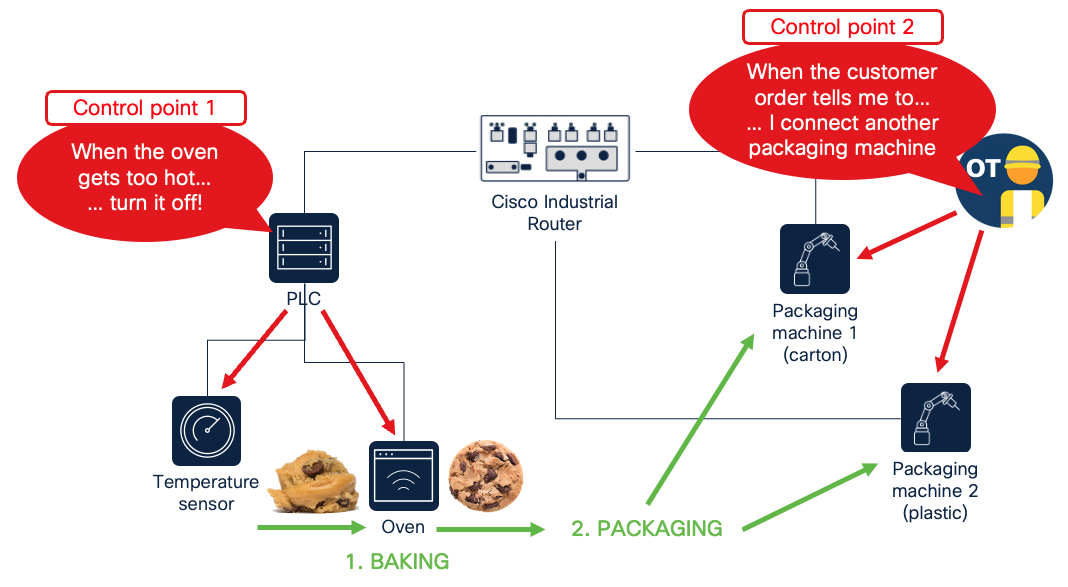 Control point 2
When the customer
order tells me to...
... I connect another
packaging machine
Control point 1
When the oven
gets too hot...
... turn it off!
OT
Cisco Industrial
Router
PLC
Packaging
machine 1
(carton)
Temperature
sensor
Oven
Packaging
machine 2
(plastic)
2. PACKAGING
1. BAKING